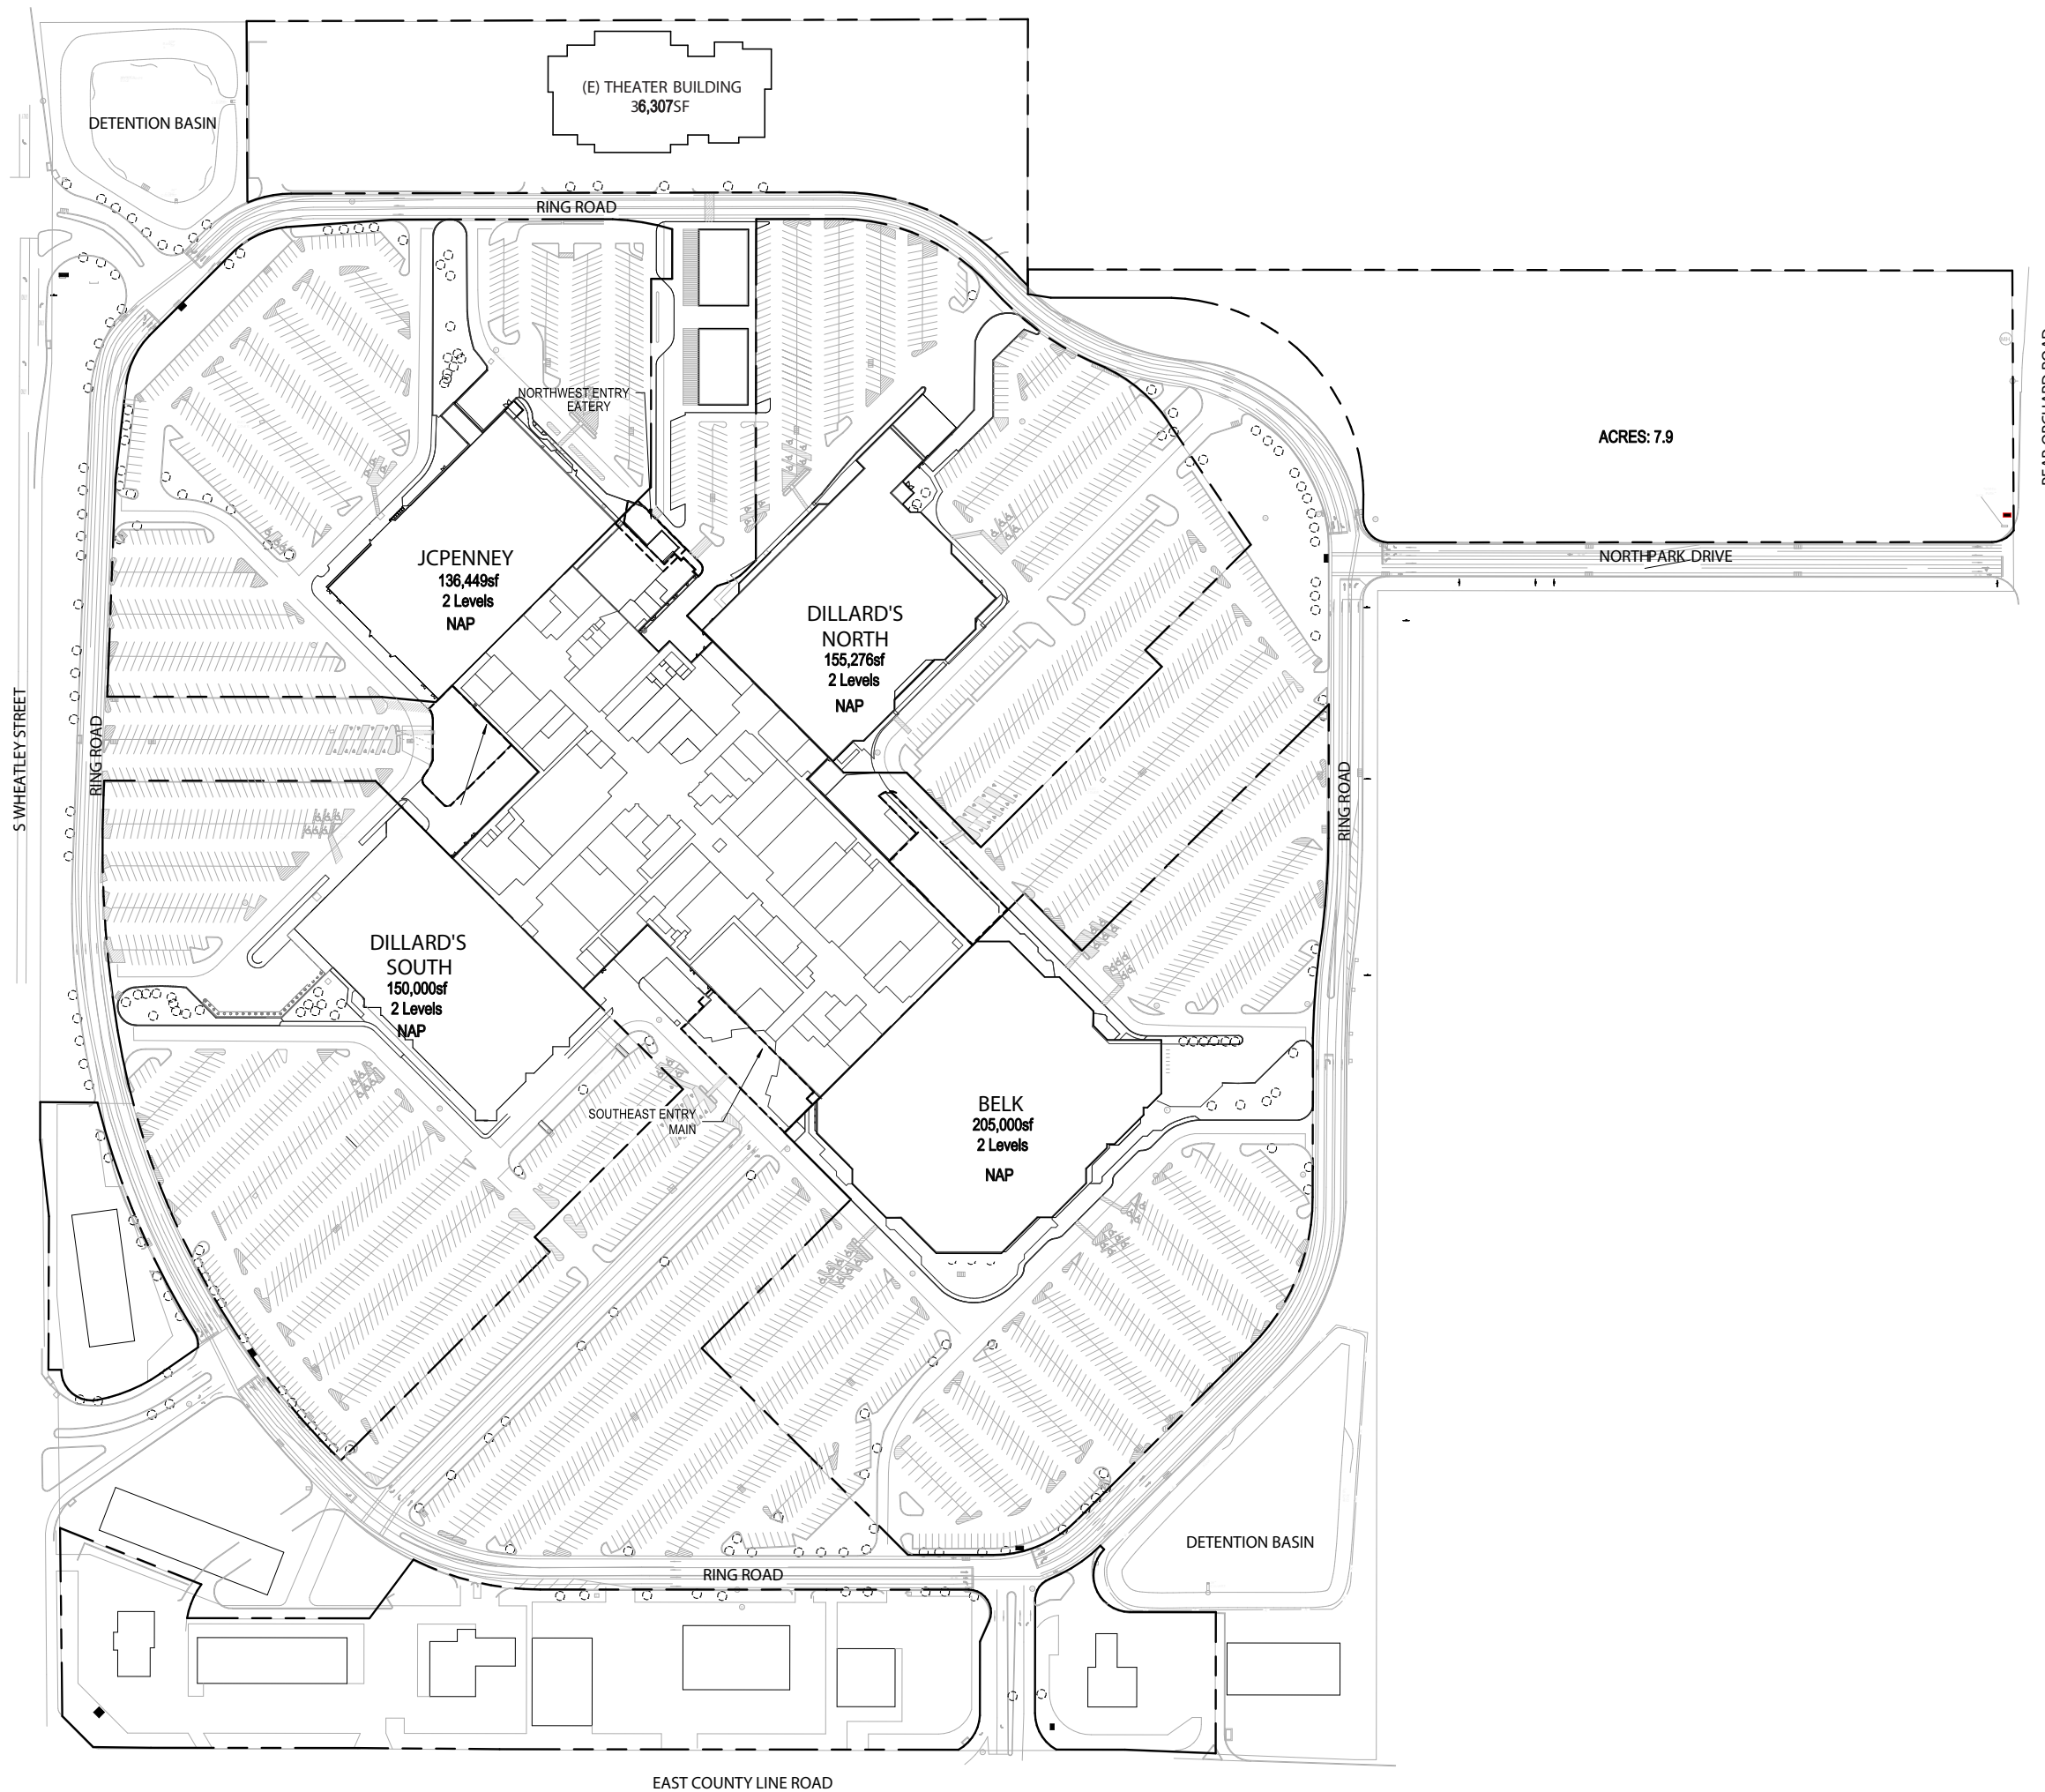 (E) THEATER BUILDING
36,307SF
DETENTION BASIN
RING ROAD
NORTHWEST ENTRY
EATERY
PEAR ORCHARD ROAD
ACRES: 7.9
NORTHPARK DRIVE
JCPENNEY
136,449sf
2 Levels
NAP
DILLARD'S
NORTH
155,276sf
2 Levels
NAP
S WHEATLEY STREET
RING ROAD
RING ROAD
DILLARD'S
SOUTH
150,000sf
2 Levels
NAP
SOUTHEAST ENTRY
MAIN
BELK
205,000sf
2 Levels
NAP
DETENTION BASIN
RING ROAD
EAST COUNTY LINE ROAD